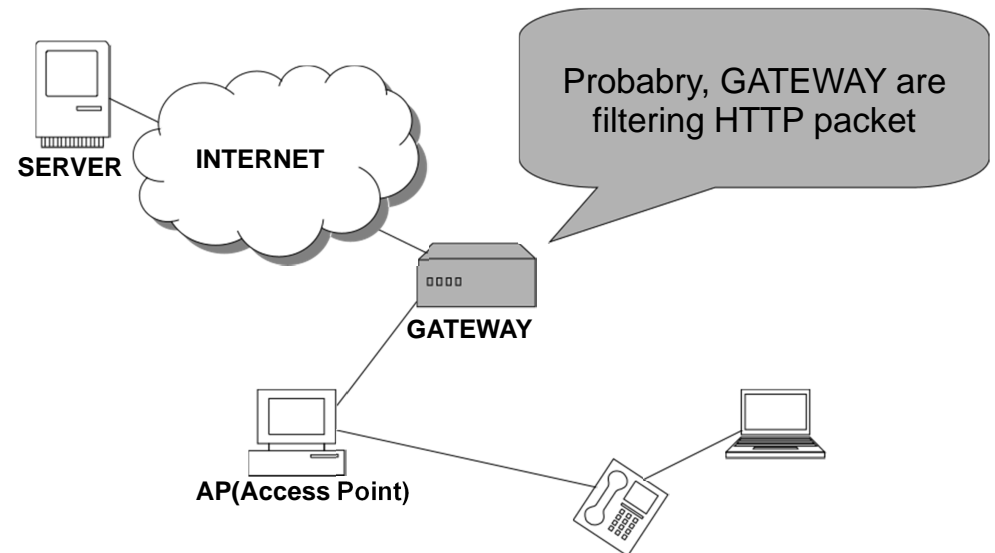 Probabry, GATEWAY are
filtering HTTP packet
SERVER
INTERNET
GATEWAY
AP(Access Point)